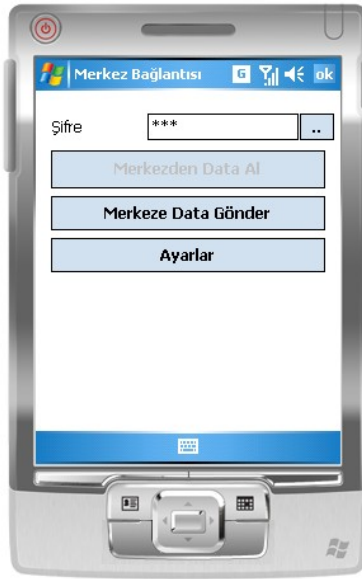 Merkez Bağlantısı G ok
Şifre *** ..
Merkezden Data Al
Merkeze Data Gönder
Ayarlar